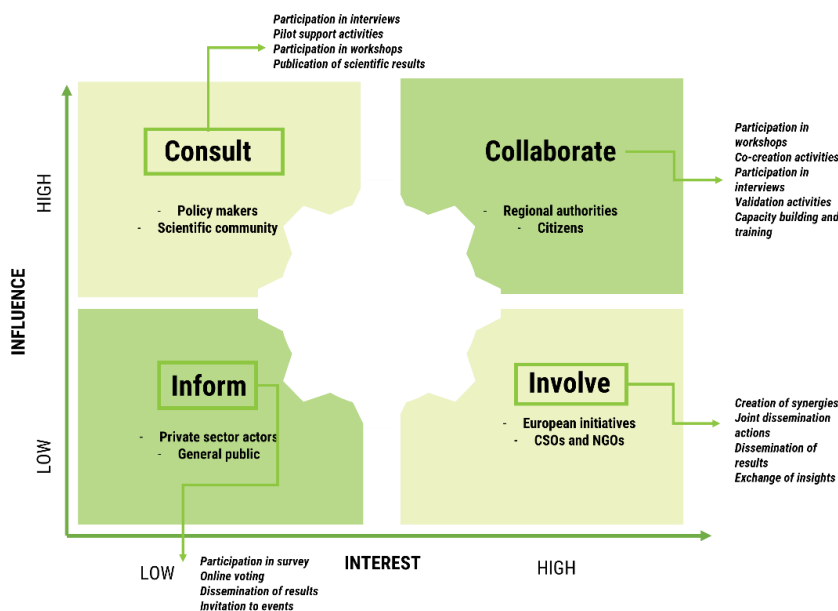 Participation in interviews
Pilot support activities
Participation in workshops
Publication of scientific results
HIGH
Consult
- Policy makers
- Scientific community
Collaborate
- Regional authorities
- Citizens
Participation in
workshops
Co-creation activities
Participation in
interviews
Validation activities
Capacity building and
training
INFLUENCE
LOW
Inform
- Private sector actors
- General public
Involve
- European initiatives
- CSOs and NGOs
Creation of synergies
Joint dissemination
actions
Dissemination of
results
Exchange of insights
LOW
INTEREST
HIGH
Participation in survey
Online voting
Dissemination of results
Invitation to events